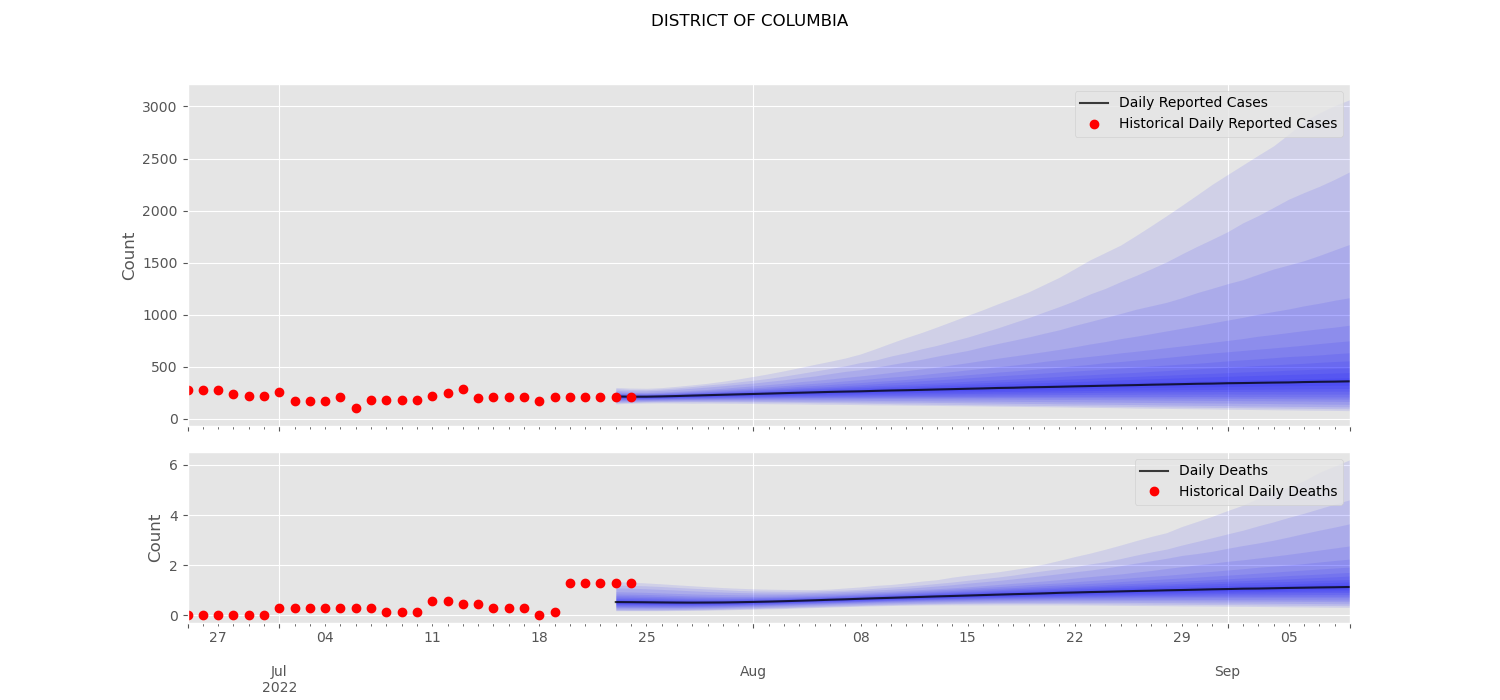 DISTRICT OF COLUMBIA
3000
2500
2000
1500
1000
500
0
Count
Daily Reported Cases
Historical Daily Reported Cases
6
4
2
0
Count
Daily Deaths
Historical Daily Deaths
27 04 11 18 25 08 15 22 29 05
Jul Aug Sep
2022